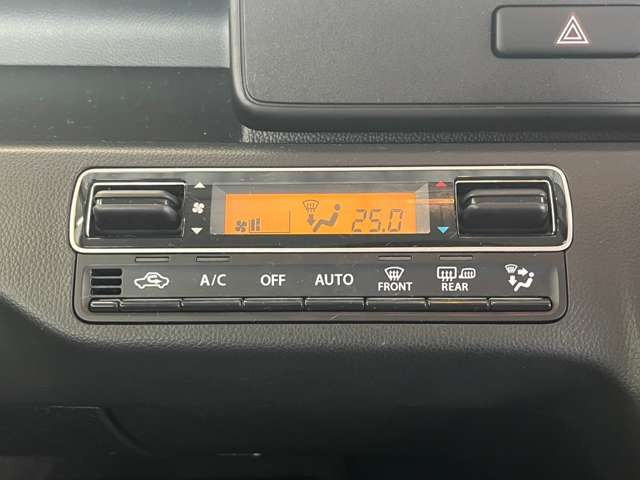 25.0
A/C OFF AUTO FRONT REAR